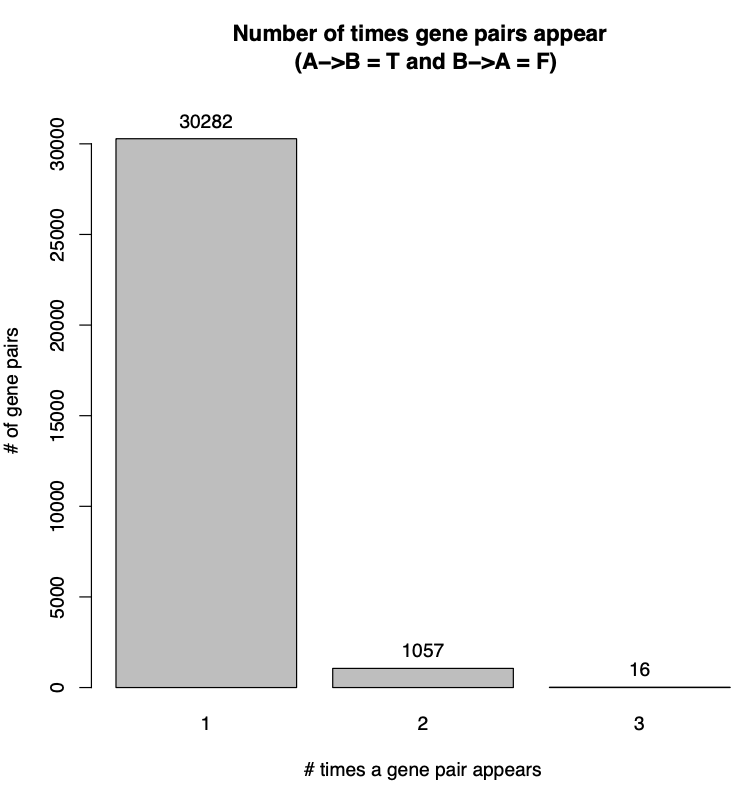 Number of times gene pairs appear
(A−>B = T and B−>A = F)
30282
1057
16
# of gene pairs
30000
25000
20000
15000
10000
5000
0
1 2 3
# times a gene pair appears